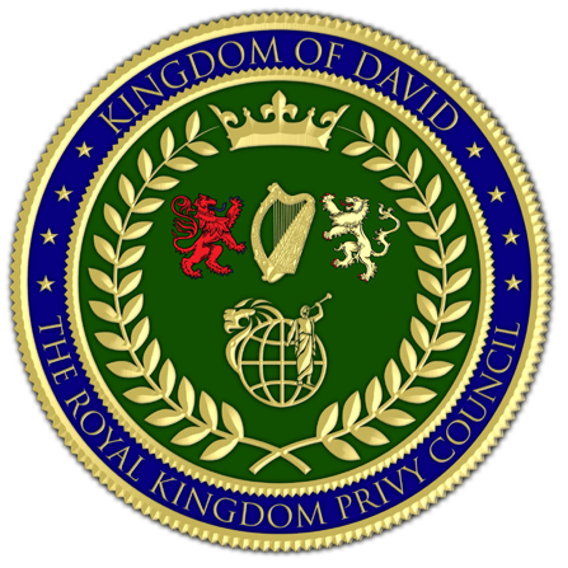 KINGDOM OF DAVID
THE ROYAL KINGDOM PRIVY COUNCIL